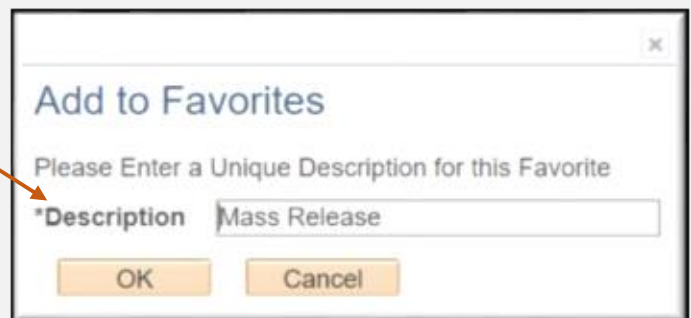 Add to Favorites
Please Enter a Unique Description for this Favorite
*Description Mass Release
OK Cancel